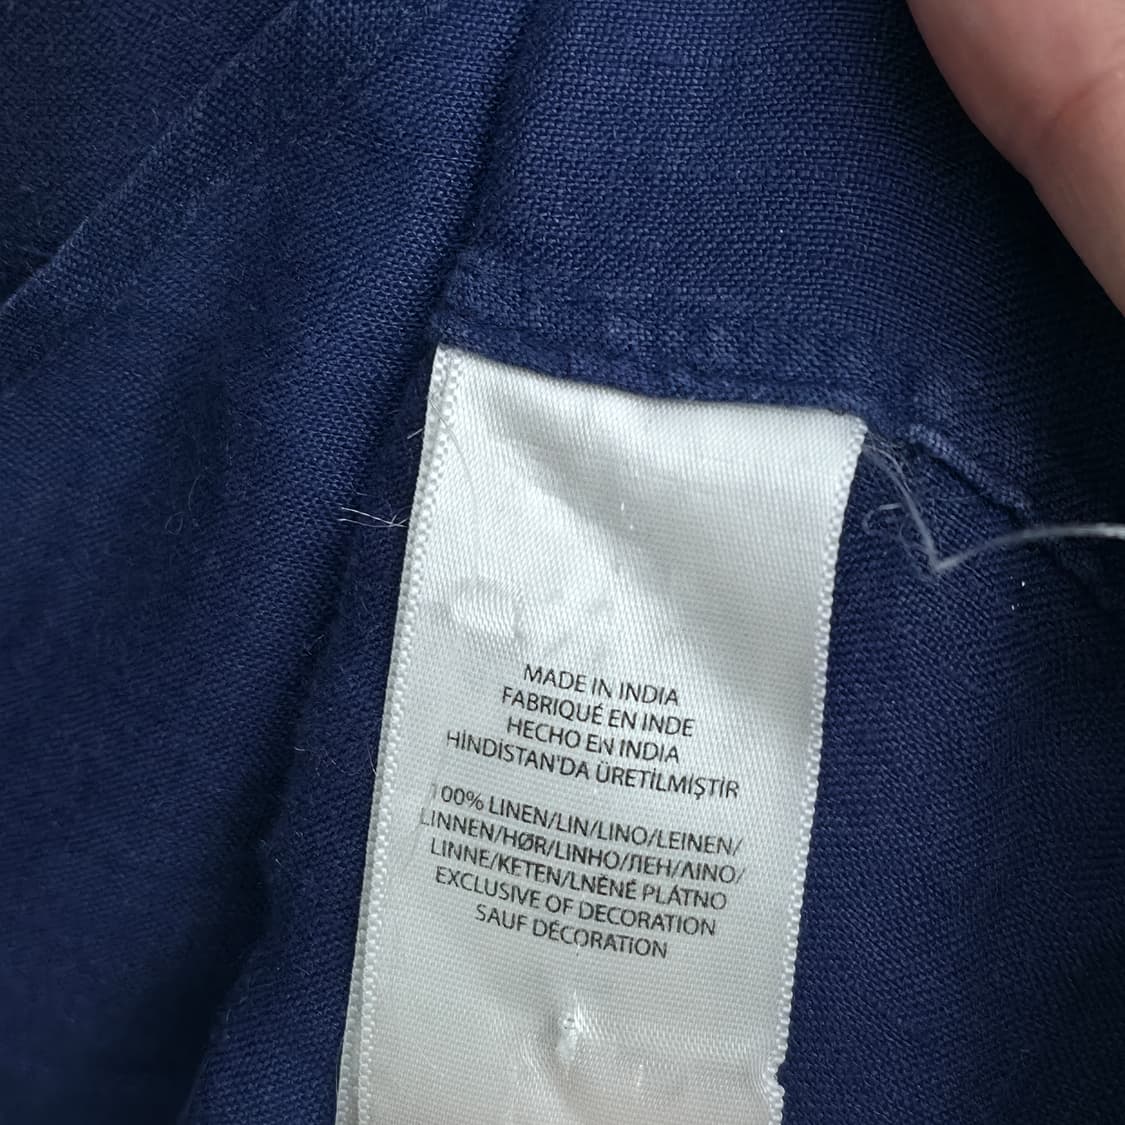 MADE IN INDIA
FABRIQUÉ EN INDE
HECHO EN INDIA
HİNDİSTAN'DA ÜRETİLMİŞTİR
100% LINEN/LIN/LINO/LEINEN/
LINNEN/HØR/LINHO/ЛЕН/ΛΙΝΟ/
LINNE/KETEN/LNĚNÉ PLÁTNO
EXCLUSIVE OF DECORATION
SAUF DÉCORATION